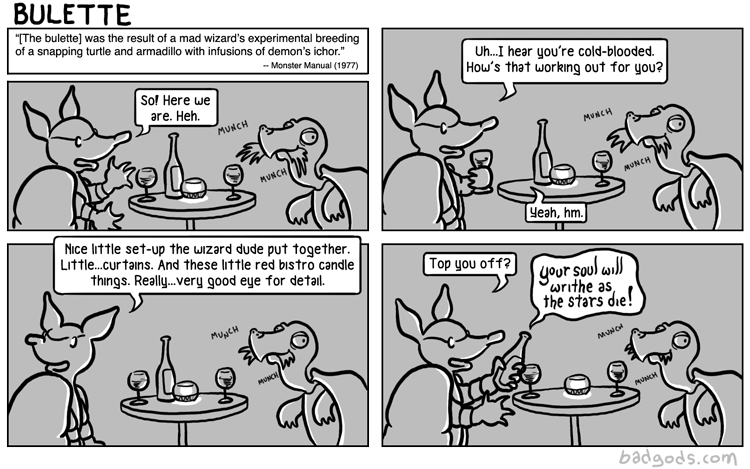 BULETTE
"[The bulette] was the result of a mad wizard's experimental breeding
of a snapping turtle and armadillo with infusions of demon's ichor."
-- Monster Manual (1977)
So! Here we
are. Heh.
MUNCH
MUNCH
Uh...I hear you're cold-blooded.
How's that working out for you?
MUNCH
MUNCH
Yeah, hm.
Nice little set-up the wizard dude put together.
Little...curtains. And these little red bistro candle
things. Really...very good eye for detail.
MUNCH
MUNCH
Top you off?
your soul will
writhe as
the stars die!
MUNCH
MUNCH
badgods.com